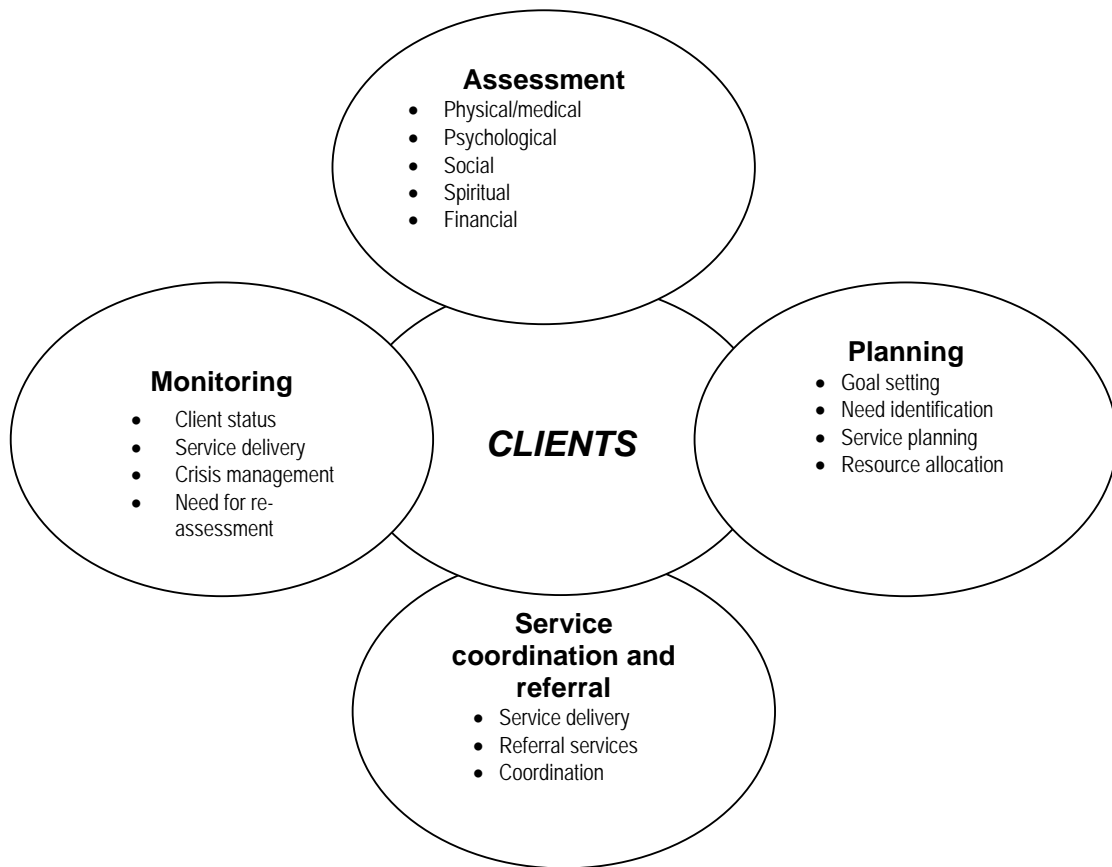 Assessment
• Physical/medical
• Psychological
• Social
• Spiritual
• Financial
Monitoring
• Client status
• Service delivery
• Crisis management
• Need for re-
assessment
CLIENTS
Planning
• Goal setting
• Need identification
• Service planning
• Resource allocation
Service
coordination and
referral
• Service delivery
• Referral services
• Coordination